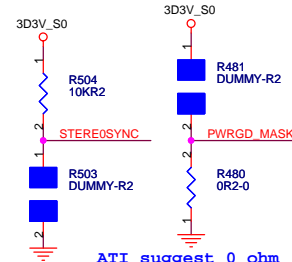 3D3V_S0
3D3V_S0
1
R504
10KR2
2
STERE0SYNC
1
R503
DUMMY-R2
2
1
R481
DUMMY-R2
2
PWRGD_MASK
1
R480
0R2-0
2
ATI suggest 0 ohm